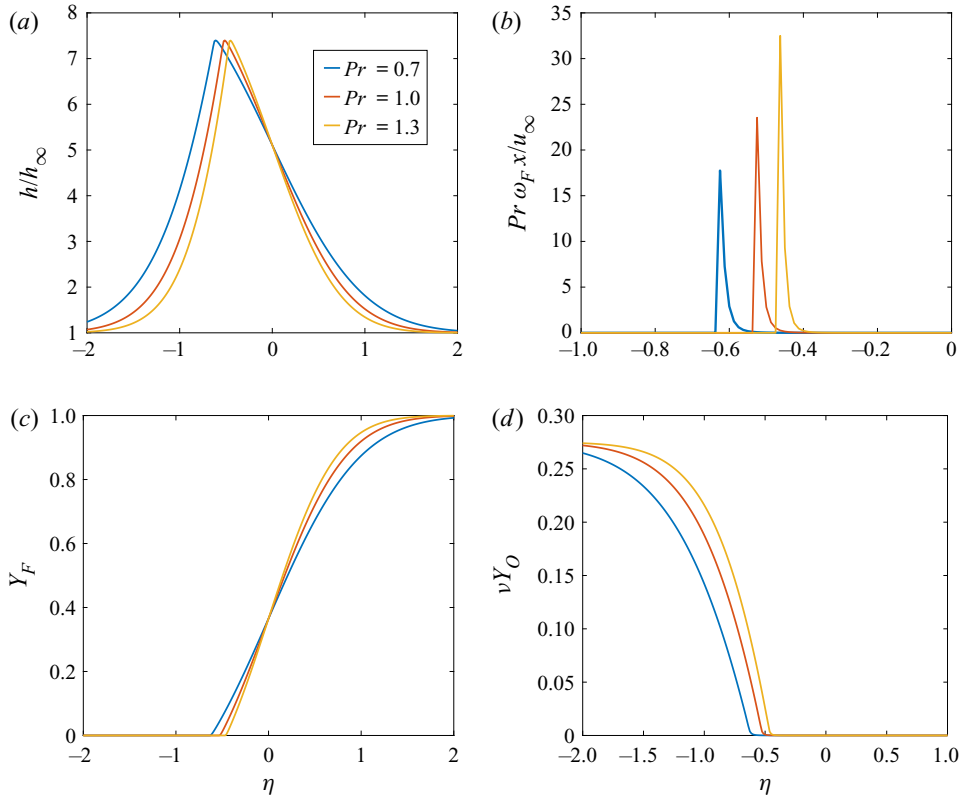 (a)
8
7
6
5
4
3
2
1
h/h∞
Pr = 0.7
Pr = 1.0
Pr = 1.3
−2 −1 0 1 2
(b)
35
30
25
20
15
10
5
0
Pr ω_F x/u∞
−1.0 −0.8 −0.6 −0.4 −0.2 0
(c)
1.0
0.8
0.6
0.4
0.2
0
Y_F
−2 −1 0 1 2
η
(d)
0.30
0.25
0.20
0.15
0.10
0.05
0
νY_O
−2.0 −1.5 −1.0 −0.5 0 0.5 1.0
η